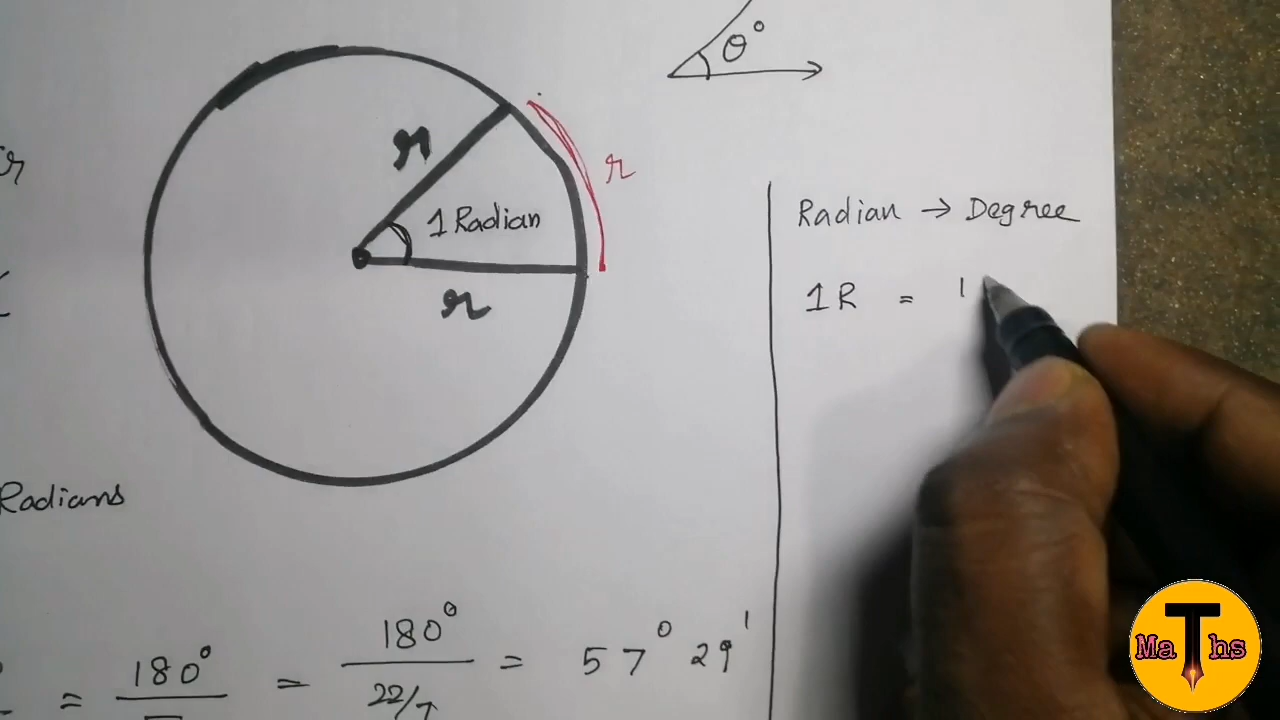 θ°
r
r
1 Radian
r
Radian → Degree
1R = 1
Radians
= 180° = 180° = 57° 29'
22/7
Maths